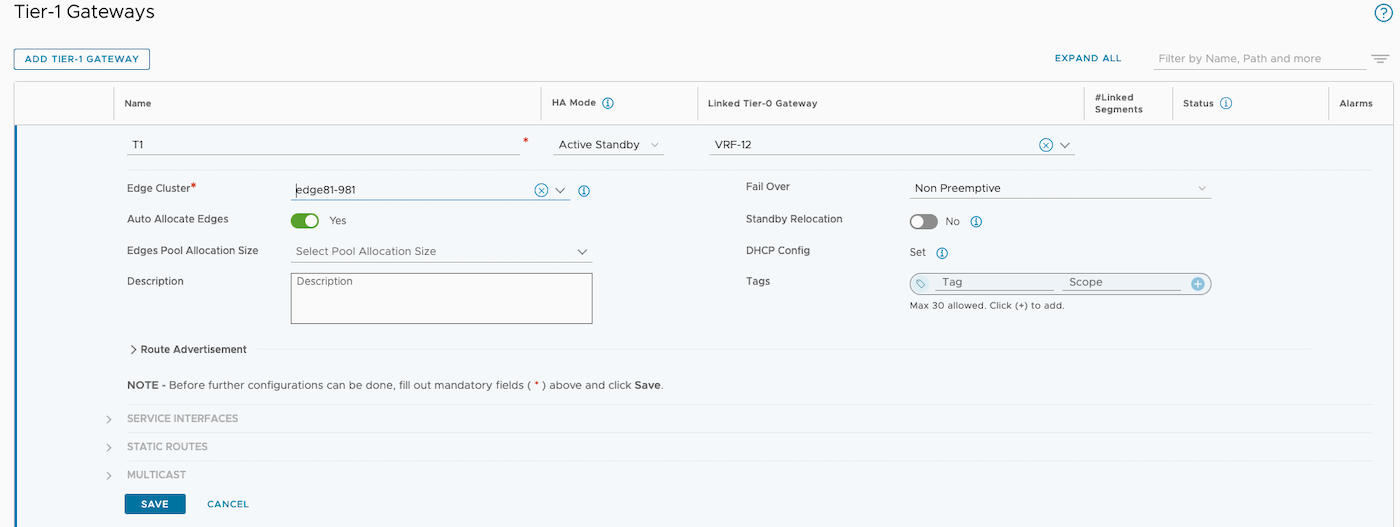 Tier-1 Gateways
ADD TIER-1 GATEWAY
EXPAND ALL
Filter by Name, Path and more
Name
HA Mode
Linked Tier-0 Gateway
#Linked
Segments
Status
Alarms
T1 *
Active Standby
VRF-12
Edge Cluster*
edge81-981
Fail Over
Non Preemptive
Auto Allocate Edges
Yes
Standby Relocation
No
Edges Pool Allocation Size
Select Pool Allocation Size
DHCP Config
Set
Description
Description
Tags
Tag
Scope
Max 30 allowed. Click (+) to add.
Route Advertisement
NOTE - Before further configurations can be done, fill out mandatory fields ( * ) above and click Save.
SERVICE INTERFACES
STATIC ROUTES
MULTICAST
SAVE
CANCEL